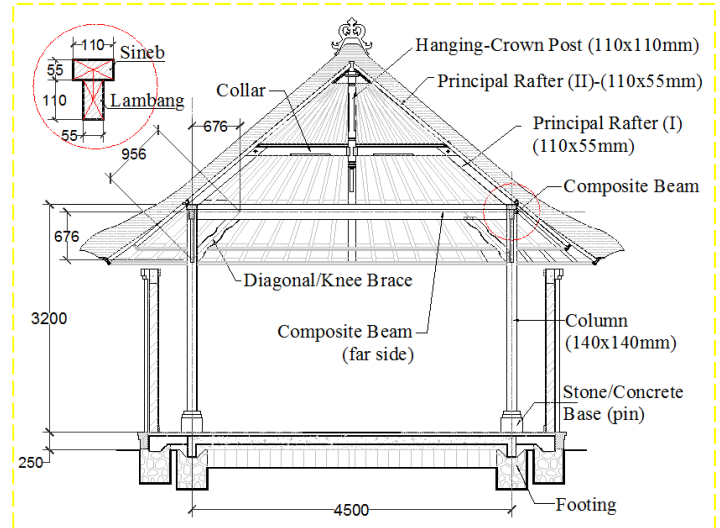 110
Sineb
55
Lambang
110
55
Hanging-Crown Post (110x110mm)
Principal Rafter (II)-(110x55mm)
Collar
676
956
Principal Rafter (I)
(110x55mm)
Composite Beam
676
Diagonal/Knee Brace
3200
Composite Beam
(far side)
Column
(140x140mm)
Stone/Concrete
Base (pin)
250
4500
Footing